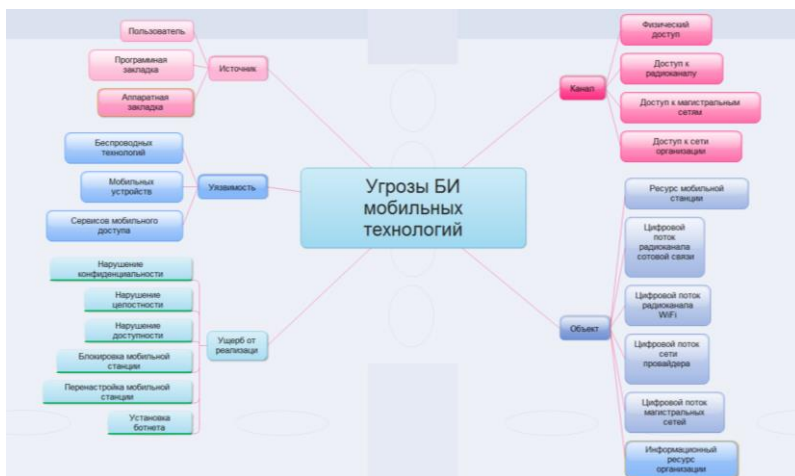 Угрозы БИ
мобильных
технологий
Источник
Пользователь
Програмная
закладка
Аппаратная
закладка
Уязвимость
Беспроводных
технологий
Мобильных
устройств
Сервисов мобильного
доступа
Ущерб от
реализаци
Нарушение
конфиденциальности
Нарушение
целостности
Нарушение
доступности
Блокировка мобильной
станции
Перенастройка мобильной
станции
Установка
ботнета
Канал
Физический
доступ
Доступ к
радиоканалу
Доступ к магистральным
сетям
Доступ к сети
организации
Объект
Ресурс мобильной
станции
Цифровой
поток
радиоканала
сотовой связи
Цифровой поток
радиоканала
WiFi
Цифровой поток
сети
провайдера
Цифровой поток
магистральных
сетей
Информационный
ресурс
организации